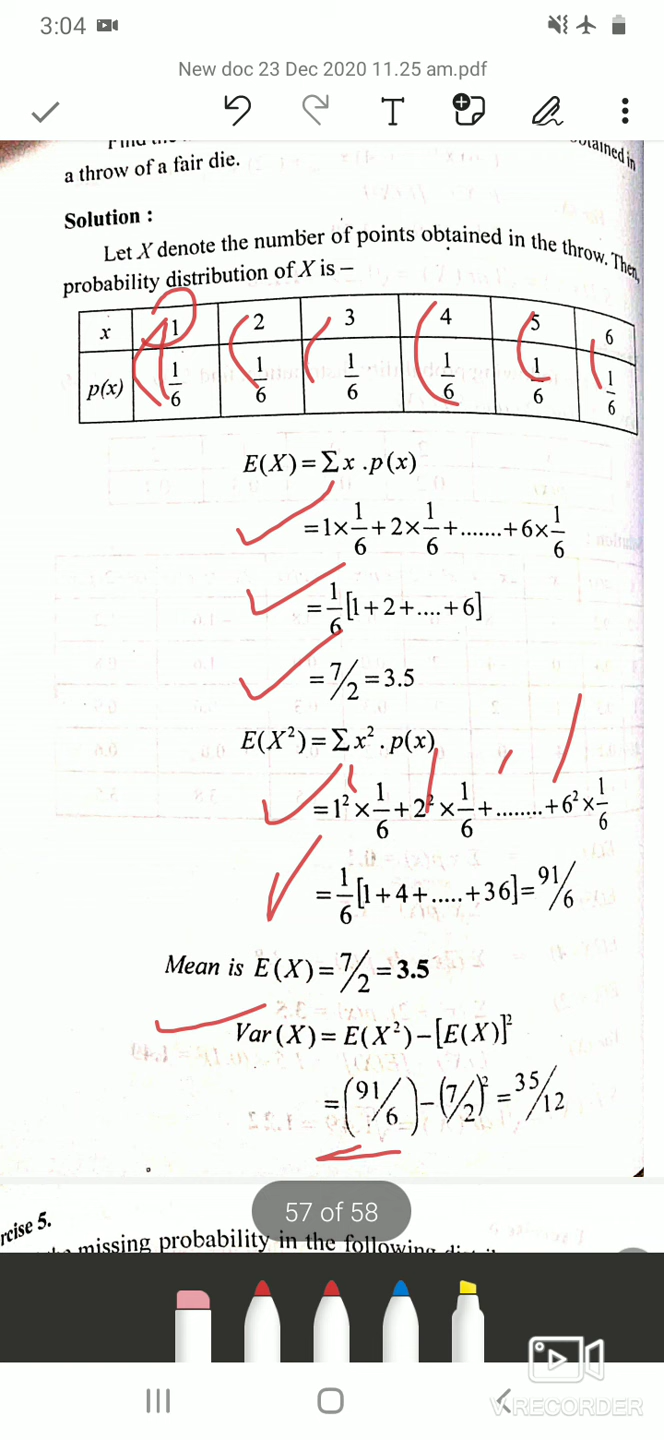 3:04
New doc 23 Dec 2020 11.25 am.pdf
T
a throw of a fair die.
Solution :
Let X denote the number of points obtained in the throw. Then,
probability distribution of X is –
x 1 2 3 4 5 6
p(x) 1/6 1/6 1/6 1/6 1/6 1/6
E(X) = Σ x . p(x)
= 1 × 1/6 + 2 × 1/6 + ....... + 6 × 1/6
= 1/6 [1 + 2 + .... + 6]
= 7/2 = 3.5
E(X²) = Σ x² . p(x)
= 1² × 1/6 + 2² × 1/6 + ........ + 6² × 1/6
= 1/6 [1 + 4 + ..... + 36] = 91/6
Mean is E(X) = 7/2 = 3.5
Var (X) = E(X²) – [E(X)]²
= (91/6) – (7/2)² = 35/12
57 of 58
5.
missing probability in the following
V.RECORDER